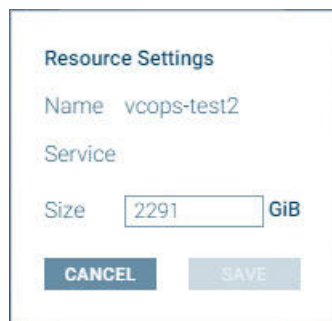 Resource Settings
Name vcops-test2
Service
Size 2291 GiB
CANCEL SAVE